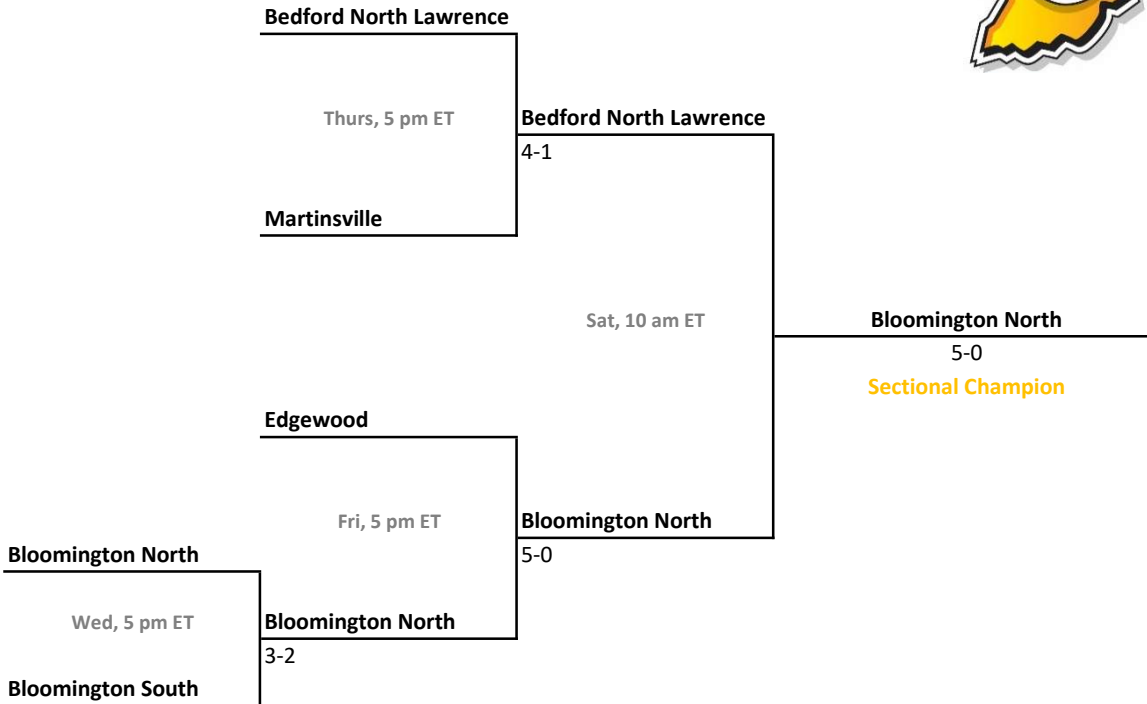 Bedford North Lawrence
Thurs, 5 pm ET
Bedford North Lawrence
4-1
Martinsville
Sat, 10 am ET
Bloomington North
5-0
Sectional Champion
Edgewood
Fri, 5 pm ET
Bloomington North
5-0
Bloomington North
Wed, 5 pm ET
Bloomington North
3-2
Bloomington South